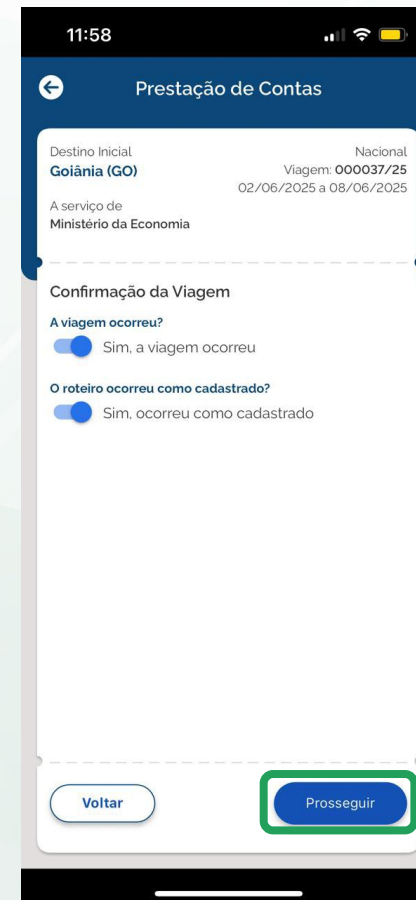 11:58
Prestação de Contas
Destino Inicial
Goiânia (GO)
Nacional
Viagem: 000037/25
02/06/2025 a 08/06/2025
A serviço de
Ministério da Economia
Confirmação da Viagem
A viagem ocorreu?
Sim, a viagem ocorreu
O roteiro ocorreu como cadastrado?
Sim, ocorreu como cadastrado
Voltar
Prosseguir